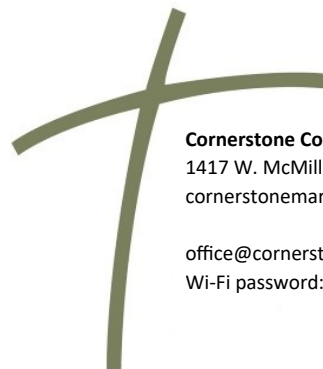 Cornerstone Co
1417 W. McMill
cornerstonemar
office@cornerst
Wi-Fi password: